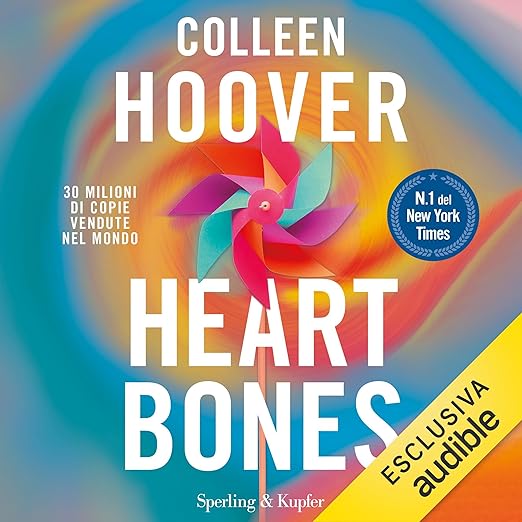 COLLEEN
HOOVER
30 MILIONI
DI COPIE
VENDUTE
NEL MONDO
N.1 del
New York
Times
HEART
BONES
Sperling & Kupfer
ESCLUSIVA
audible